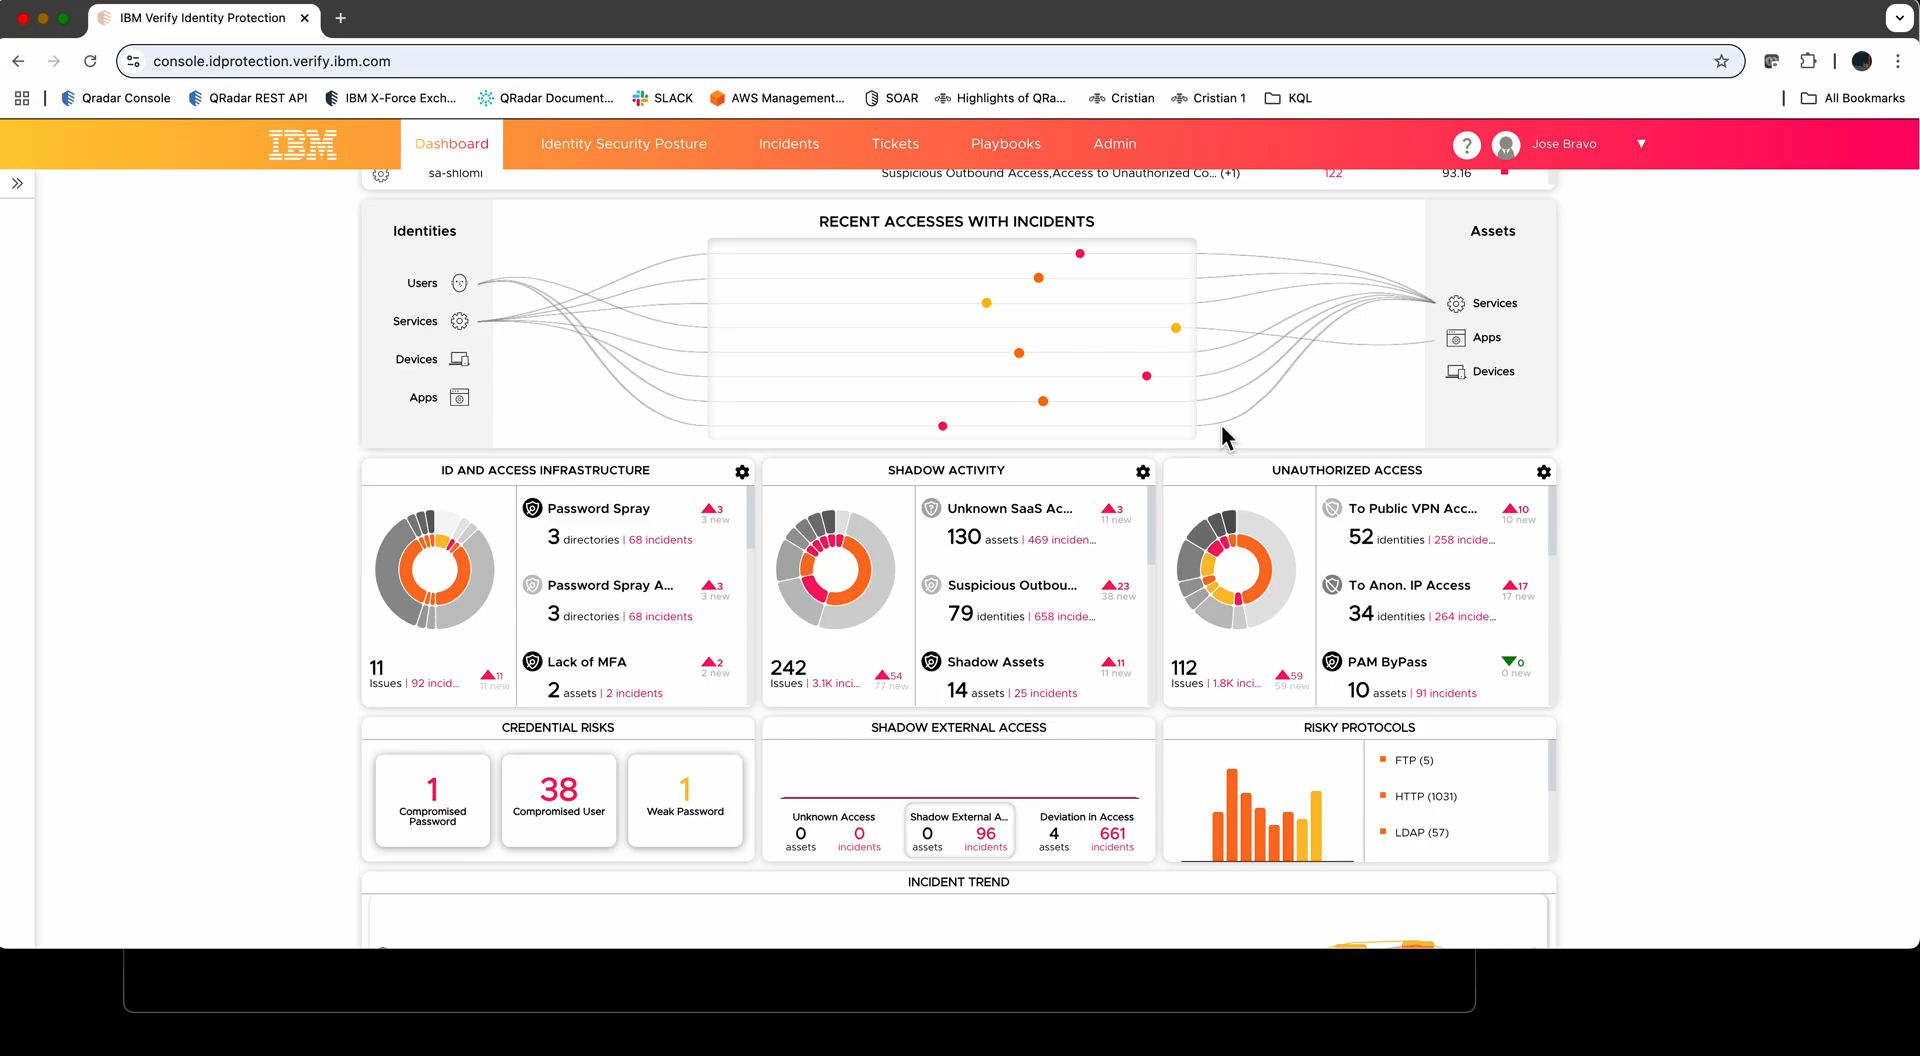 IBM Verify Identity Protection
console.idprotection.verify.ibm.com
Qradar Console
QRadar REST API
IBM X-Force Exch...
QRadar Document...
SLACK
AWS Management...
SOAR
Highlights of QRa...
Cristian
Cristian 1
KQL
All Bookmarks
IBM
Dashboard
Identity Security Posture
Incidents
Tickets
Playbooks
Admin
?
Jose Bravo
sa-shlomi
Suspicious Outbound Access,Access to Unauthorized Co... (+1)
122
93.16
RECENT ACCESSES WITH INCIDENTS
Identities
Users
Services
Devices
Apps
Assets
Services
Apps
Devices
ID AND ACCESS INFRASTRUCTURE
11
Issues | 92 incid...
11
11 new
Password Spray
3
3 new
3 directories | 68 incidents
Password Spray A...
3
3 new
3 directories | 68 incidents
Lack of MFA
2
2 new
2 assets | 2 incidents
SHADOW ACTIVITY
242
Issues | 3.1K inci...
54
77 new
Unknown SaaS Ac...
3
11 new
130 assets | 469 inciden...
Suspicious Outbou...
23
38 new
79 identities | 658 incide...
Shadow Assets
11
11 new
14 assets | 25 incidents
UNAUTHORIZED ACCESS
112
Issues | 1.8K inci...
59
59 new
To Public VPN Acc...
10
10 new
52 identities | 258 incide...
To Anon. IP Access
17
17 new
34 identities | 264 incide...
PAM ByPass
0
0 new
10 assets | 91 incidents
CREDENTIAL RISKS
1
Compromised
Password
38
Compromised User
1
Weak Password
SHADOW EXTERNAL ACCESS
Unknown Access
0 0
assets incidents
Shadow External A...
0 96
assets incidents
Deviation in Access
4 661
assets incidents
RISKY PROTOCOLS
FTP (5)
HTTP (1031)
LDAP (57)
INCIDENT TREND